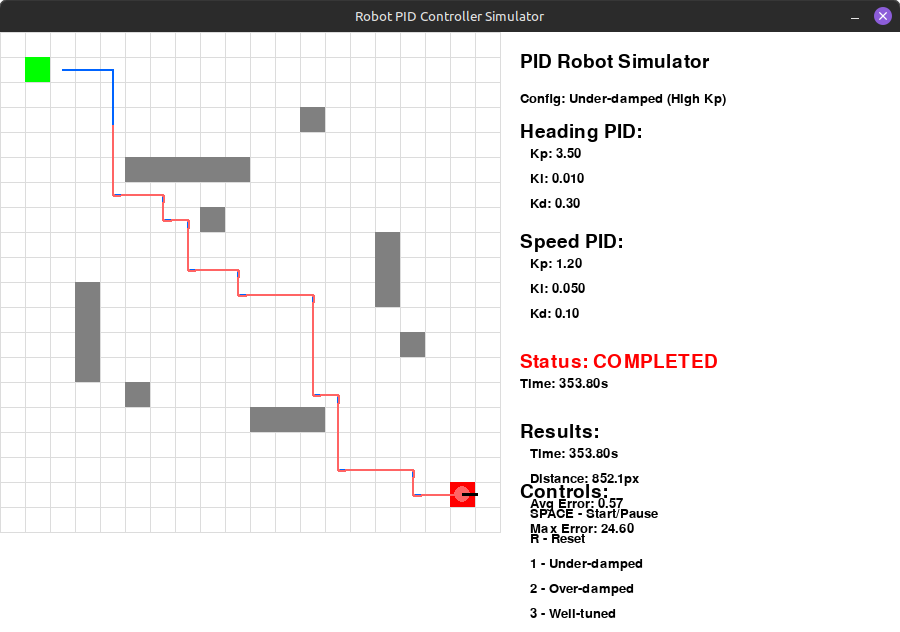 Robot PID Controller Simulator
PID Robot Simulator
Config: Under-damped (High Kp)
Heading PID:
Kp: 3.50
Ki: 0.010
Kd: 0.30
Speed PID:
Kp: 1.20
Ki: 0.050
Kd: 0.10
Status: COMPLETED
Time: 353.80s
Results:
Time: 353.80s
Distance: 852.1px
Controls:
Avg Error: 0.57
SPACE - Start/Pause
Max Error: 24.60
R - Reset
1 - Under-damped
2 - Over-damped
3 - Well-tuned